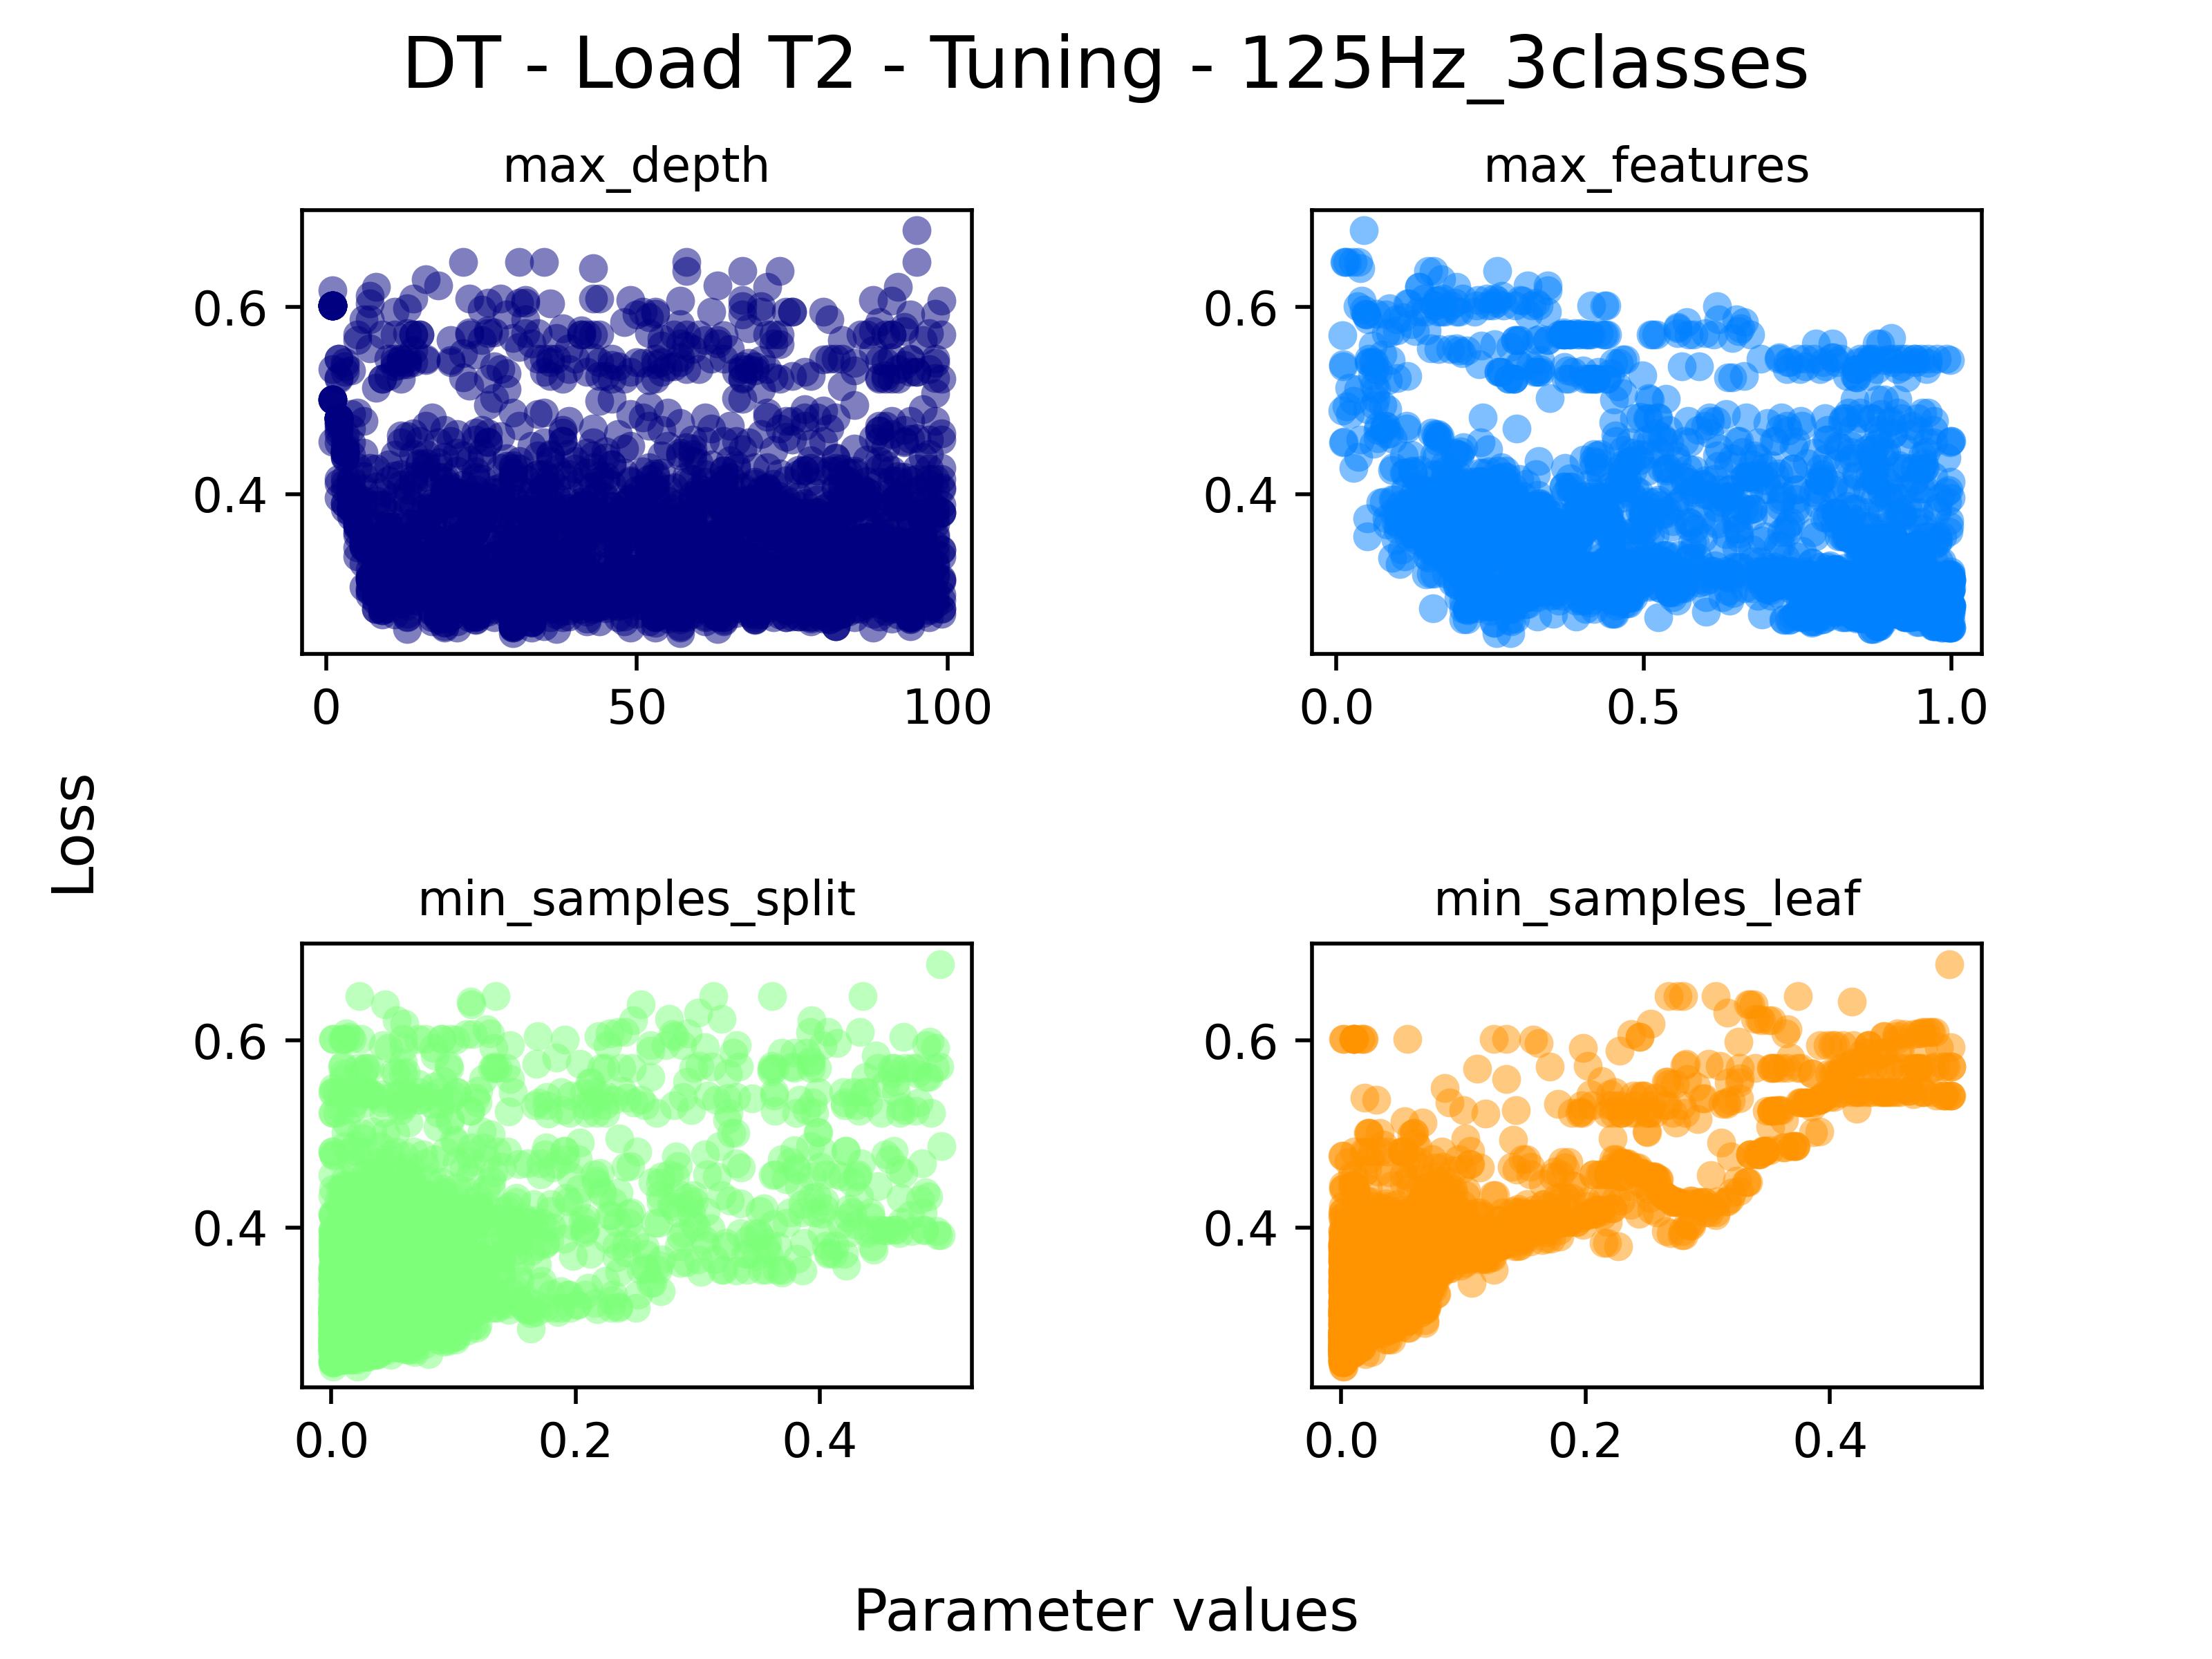 DT - Load T2 - Tuning - 125Hz_3classes
max_depth
max_features
0.6
0.4
0
50
100
0.6
0.4
0.0
0.5
1.0
Loss
min_samples_split
min_samples_leaf
0.6
0.4
0.0
0.2
0.4
0.6
0.4
0.0
0.2
0.4
Parameter values